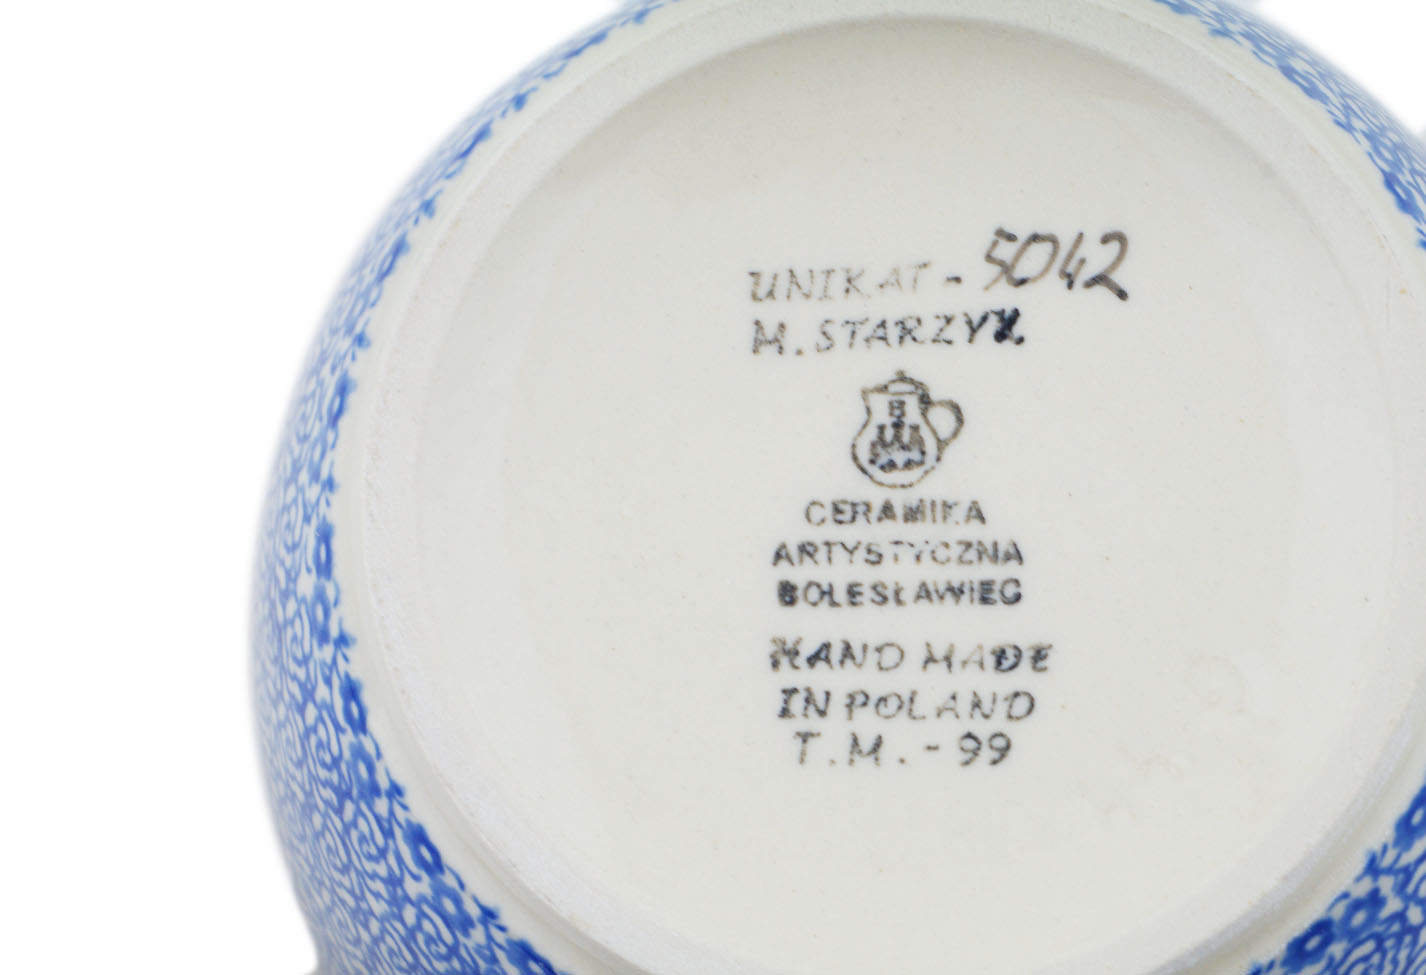 UNIKAT - 5042
M. STARZYK
B
CERAMIKA
ARTYSTYCZNA
BOLESŁAWIEC
HAND MADE
IN POLAND
T.M. - 99